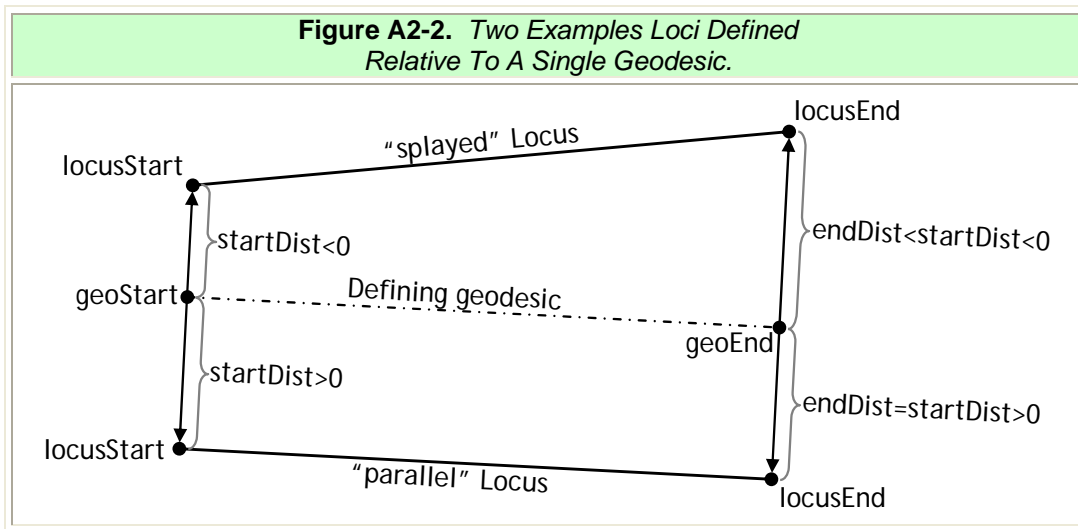 Figure A2-2. Two Examples Loci Defined
Relative To A Single Geodesic.
locusEnd
“splayed” Locus
locusStart
startDist<0
endDist<startDist<0
geoStart
Defining geodesic
geoEnd
startDist>0
endDist=startDist>0
locusStart
“parallel” Locus
locusEnd